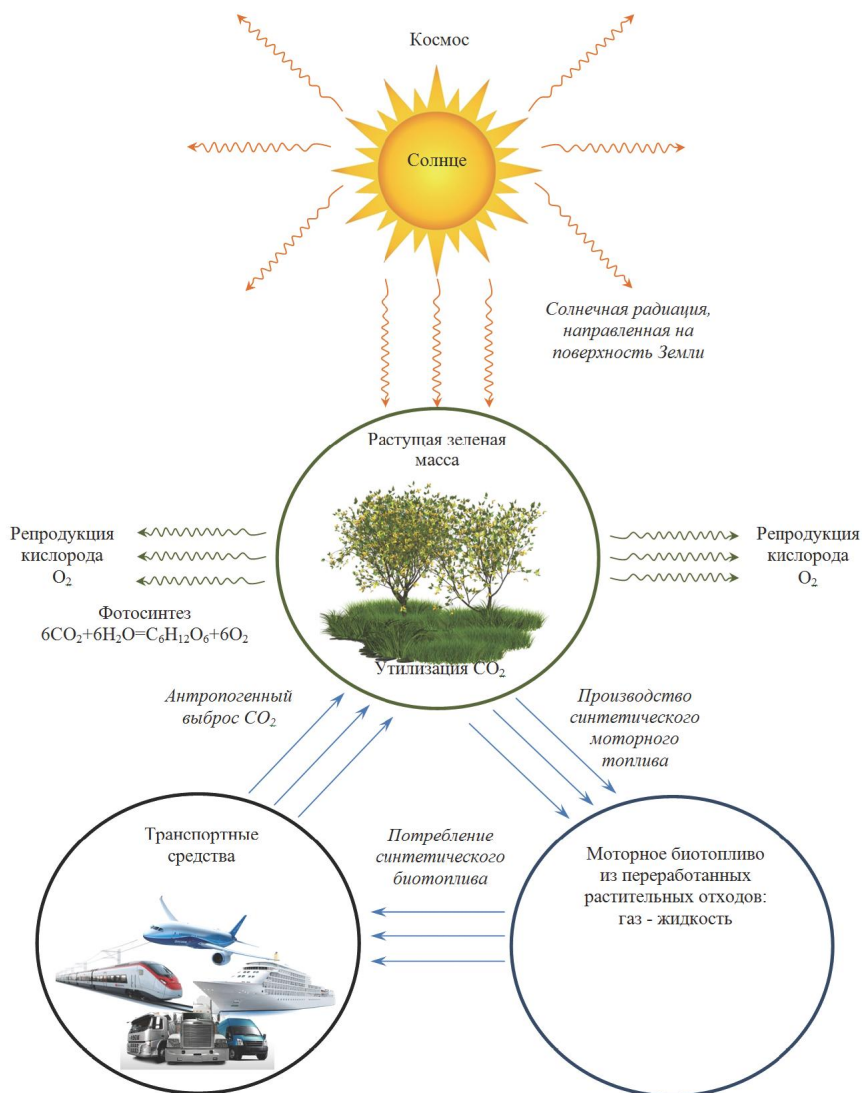 Космос
Солнце
Солнечная радиация,
направленная на
поверхность Земли
Растущая зеленая
масса
Репродукция
кислорода
O₂
Репродукция
кислорода
O₂
Фотосинтез
6CO₂+6H₂O=C₆H₁₂O₆+6O₂
Утилизация CO₂
Антропогенный
выброс CO₂
Производство
синтетического
моторного
топлива
Транспортные
средства
Потребление
синтетического
биотоплива
Моторное биотопливо
из переработанных
растительных отходов:
газ - жидкость